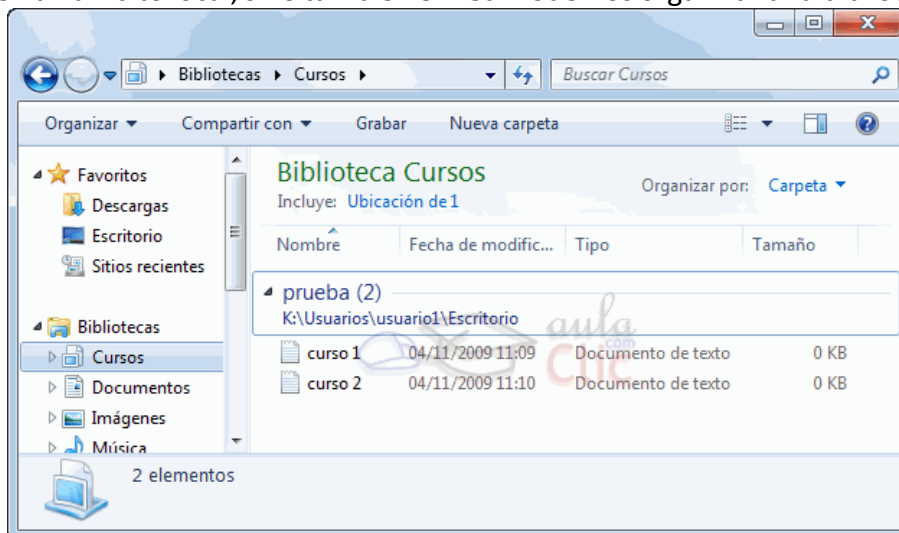 Bibliotecas Cursos
Buscar Cursos
Organizar Compartir con Grabar Nueva carpeta
Favoritos
Descargas
Escritorio
Sitios recientes
Bibliotecas
Cursos
Documentos
Imágenes
Música
Biblioteca Cursos
Incluye: Ubicación de 1
Organizar por: Carpeta
Nombre Fecha de modific... Tipo Tamaño
prueba (2)
K:\Usuarios\usuario1\Escritorio
curso 1 04/11/2009 11:09 Documento de texto 0 KB
curso 2 04/11/2009 11:10 Documento de texto 0 KB
aula
Clic
.com
2 elementos